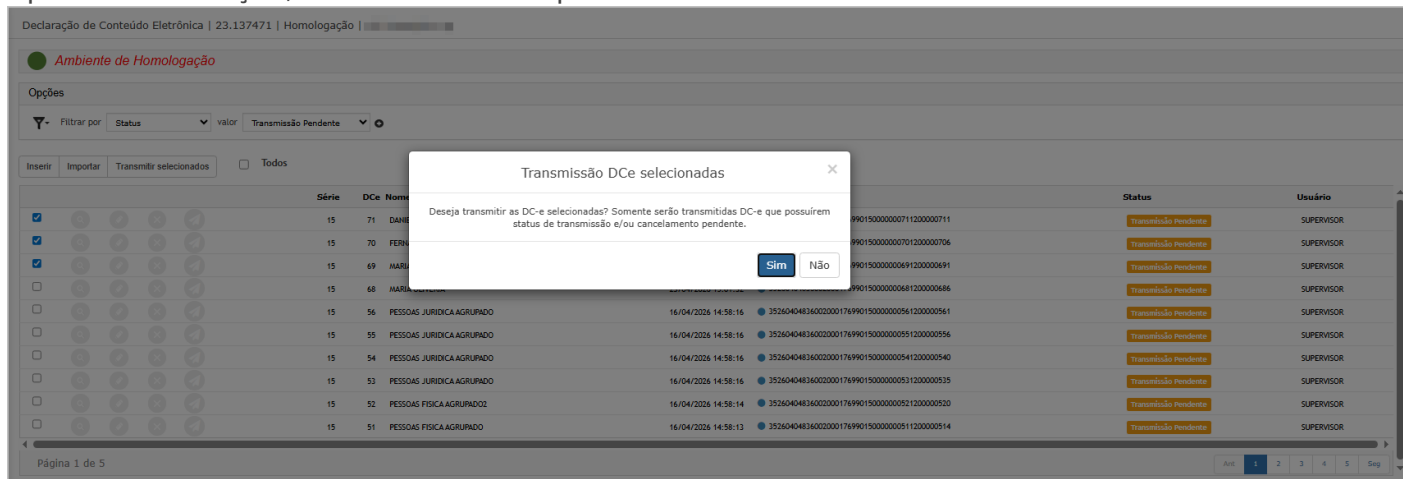 Declaração de Conteúdo Eletrônica | 23.137471 | Homologação |
Ambiente de Homologação
Opções
Filtrar por Status valor Transmissão Pendente
Inserir Importar Transmitir selecionados Todos
Transmissão DCe selecionadas ×
Deseja transmitir as DC-e selecionadas? Somente serão transmitidas DC-e que possuírem
status de transmissão e/ou cancelamento pendente.
Sim Não
Série DCe Nome Status Usuário
15 71 Transmissão Pendente SUPERVISOR
15 70 Transmissão Pendente SUPERVISOR
15 69 Transmissão Pendente SUPERVISOR
15 68 Transmissão Pendente SUPERVISOR
15 56 PESSOAS JURIDICA AGRUPADO 16/04/2026 14:58:16 Transmissão Pendente SUPERVISOR
15 55 PESSOAS JURIDICA AGRUPADO 16/04/2026 14:58:16 Transmissão Pendente SUPERVISOR
15 54 PESSOAS JURIDICA AGRUPADO 16/04/2026 14:58:16 Transmissão Pendente SUPERVISOR
15 53 PESSOAS JURIDICA AGRUPADO 16/04/2026 14:58:16 Transmissão Pendente SUPERVISOR
15 52 PESSOAS FISICA AGRUPADO2 16/04/2026 14:58:14 Transmissão Pendente SUPERVISOR
15 51 PESSOAS FISICA AGRUPADO 16/04/2026 14:58:13 Transmissão Pendente SUPERVISOR
Página 1 de 5 Ant 1 2 3 4 5 Seg